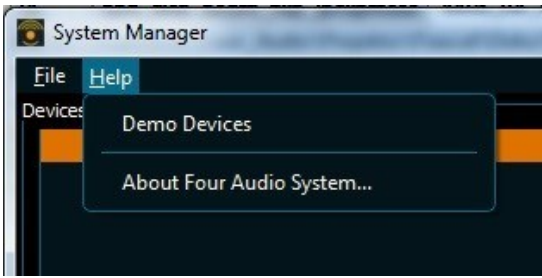 System Manager
File Help
Devices
Demo Devices
About Four Audio System...